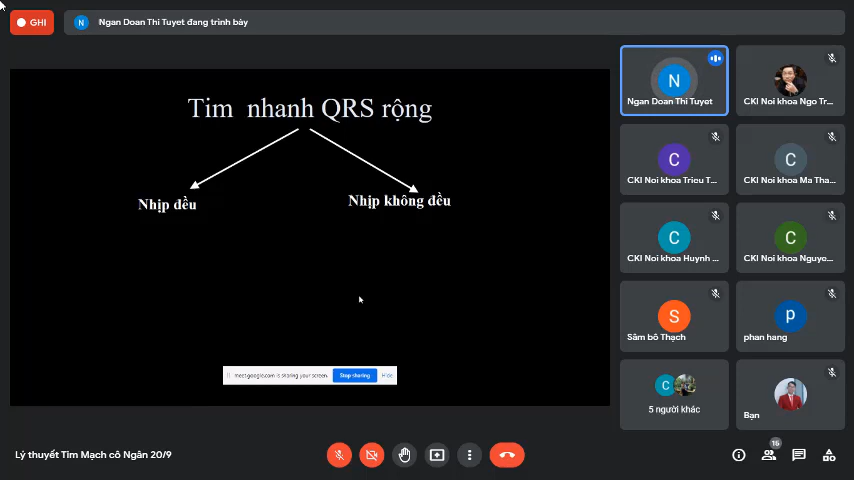 GHI
N
Ngan Doan Thi Tuyet đang trình bày
Tim nhanh QRS rộng
Nhịp đều
Nhịp không đều
meet.google.com is sharing your screen.
Stop sharing
Hide
N
Ngan Doan Thi Tuyet
CKI Noi khoa Ngo Tr...
C
CKI Noi khoa Trieu T...
C
CKI Noi khoa Ma Tha...
C
CKI Noi khoa Huynh ...
C
CKI Noi khoa Nguye...
S
Sâm bô Thạch
p
phan hang
C
5 người khác
Bạn
Lý thuyết Tim Mạch cô Ngân 20/9
15